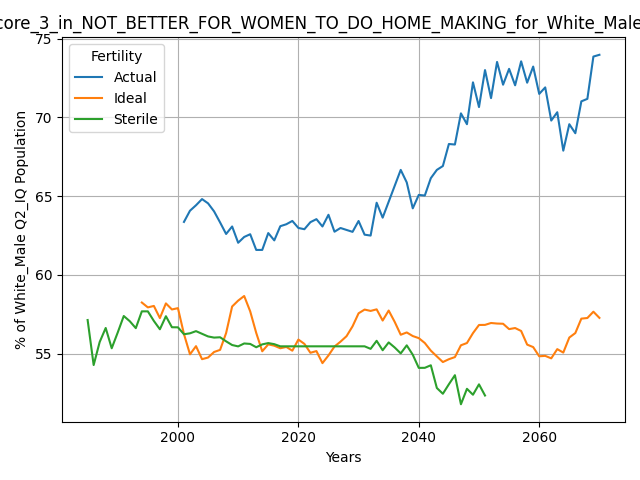 core_3_in_NOT_BETTER_FOR_WOMEN_TO_DO_HOME_MAKING_for_White_Male
% of White_Male Q2_IQ Population
75
70
65
60
55
Fertility
Actual
Ideal
Sterile
2000
2020
2040
2060
Years